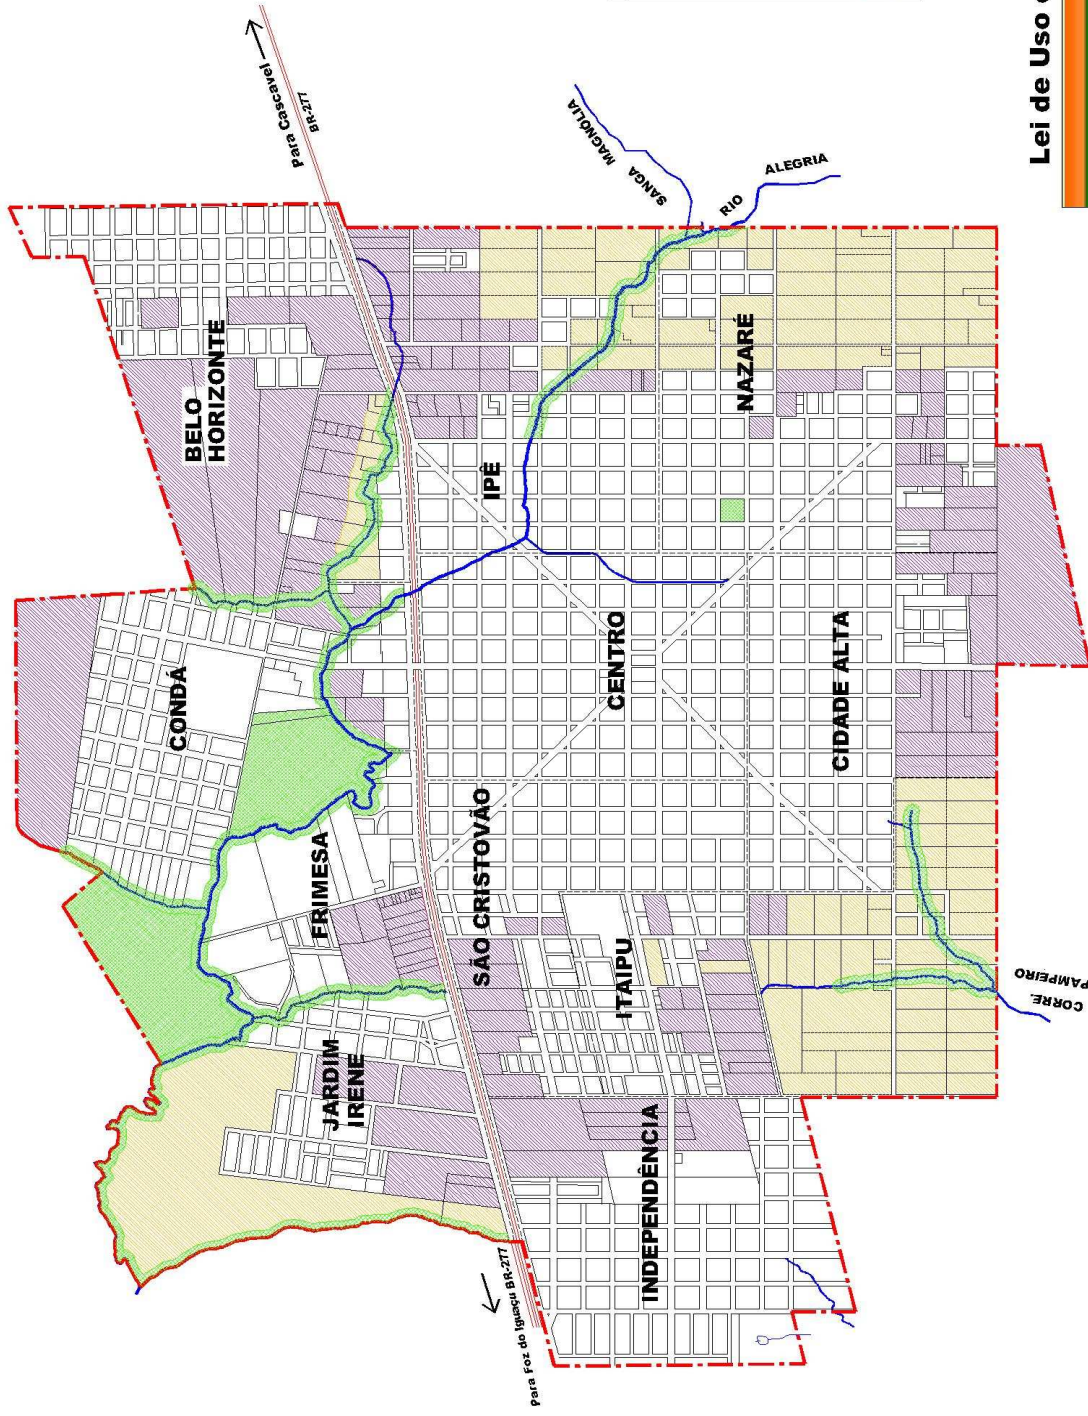 Lei de Uso
Para Cascavel
BR-277
SANGA MAGNÓLIA
RIO ALEGRIA
BELO
HORIZONTE
IPÊ
NAZARÉ
CONDÁ
CENTRO
CIDADE ALTA
FRIMESA
SÃO CRISTOVÃO
ITAIPU
JARDIM
IRENE
INDEPENDÊNCIA
CORRE. PAMPEIRO
Para Foz do Iguaçu BR-277